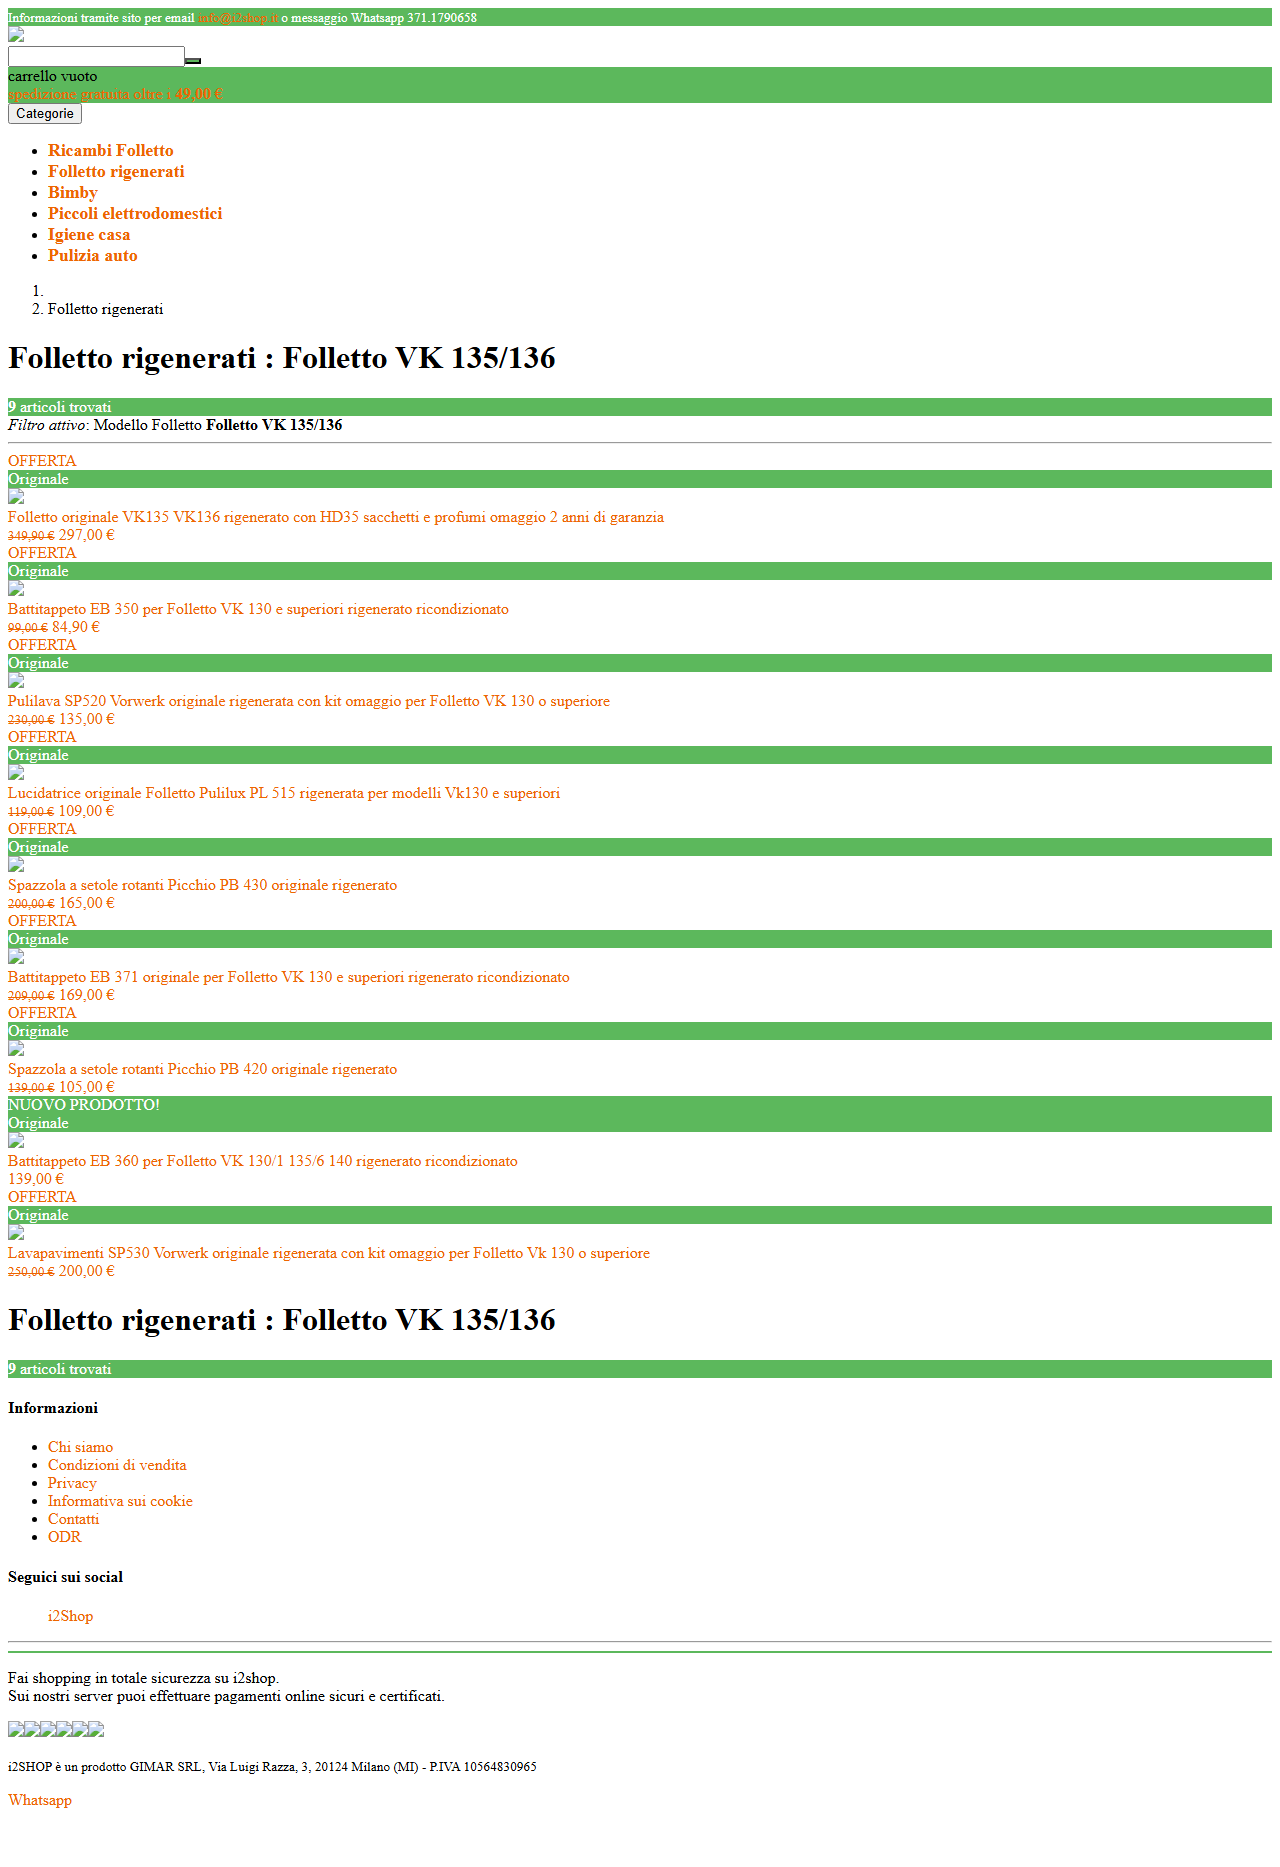 Informazioni tramite sito per email info@i2shop.it o messaggio Whatsapp 371.1790658
carrello vuoto
spedizione gratuita oltre i 49,00 €
Categorie
Ricambi Folletto
Folletto rigenerati
Bimby
Piccoli elettrodomestici
Igiene casa
Pulizia auto
1.
2. Folletto rigenerati
Folletto rigenerati : Folletto VK 135/136
9 articoli trovati
Filtro attivo: Modello Folletto Folletto VK 135/136
OFFERTA
Originale
Folletto originale VK135 VK136 rigenerato con HD35 sacchetti e profumi omaggio 2 anni di garanzia
349,90 € 297,00 €
OFFERTA
Originale
Battitappeto EB 350 per Folletto VK 130 e superiori rigenerato ricondizionato
99,00 € 84,90 €
OFFERTA
Originale
Pulilava SP520 Vorwerk originale rigenerata con kit omaggio per Folletto VK 130 o superiore
230,00 € 135,00 €
OFFERTA
Originale
Lucidatrice originale Folletto Pulilux PL 515 rigenerata per modelli Vk130 e superiori
119,00 € 109,00 €
OFFERTA
Originale
Spazzola a setole rotanti Picchio PB 430 originale rigenerato
200,00 € 165,00 €
OFFERTA
Originale
Battitappeto EB 371 originale per Folletto VK 130 e superiori rigenerato ricondizionato
209,00 € 169,00 €
OFFERTA
Originale
Spazzola a setole rotanti Picchio PB 420 originale rigenerato
139,00 € 105,00 €
NUOVO PRODOTTO!
Originale
Battitappeto EB 360 per Folletto VK 130/1 135/6 140 rigenerato ricondizionato
139,00 €
OFFERTA
Originale
Lavapavimenti SP530 Vorwerk originale rigenerata con kit omaggio per Folletto Vk 130 o superiore
250,00 € 200,00 €
Folletto rigenerati : Folletto VK 135/136
9 articoli trovati
Informazioni
Chi siamo
Condizioni di vendita
Privacy
Informativa sui cookie
Contatti
ODR
Seguici sui social
i2Shop
Fai shopping in totale sicurezza su i2shop.
Sui nostri server puoi effettuare pagamenti online sicuri e certificati.
i2SHOP è un prodotto GIMAR SRL, Via Luigi Razza, 3, 20124 Milano (MI) - P.IVA 10564830965
Whatsapp